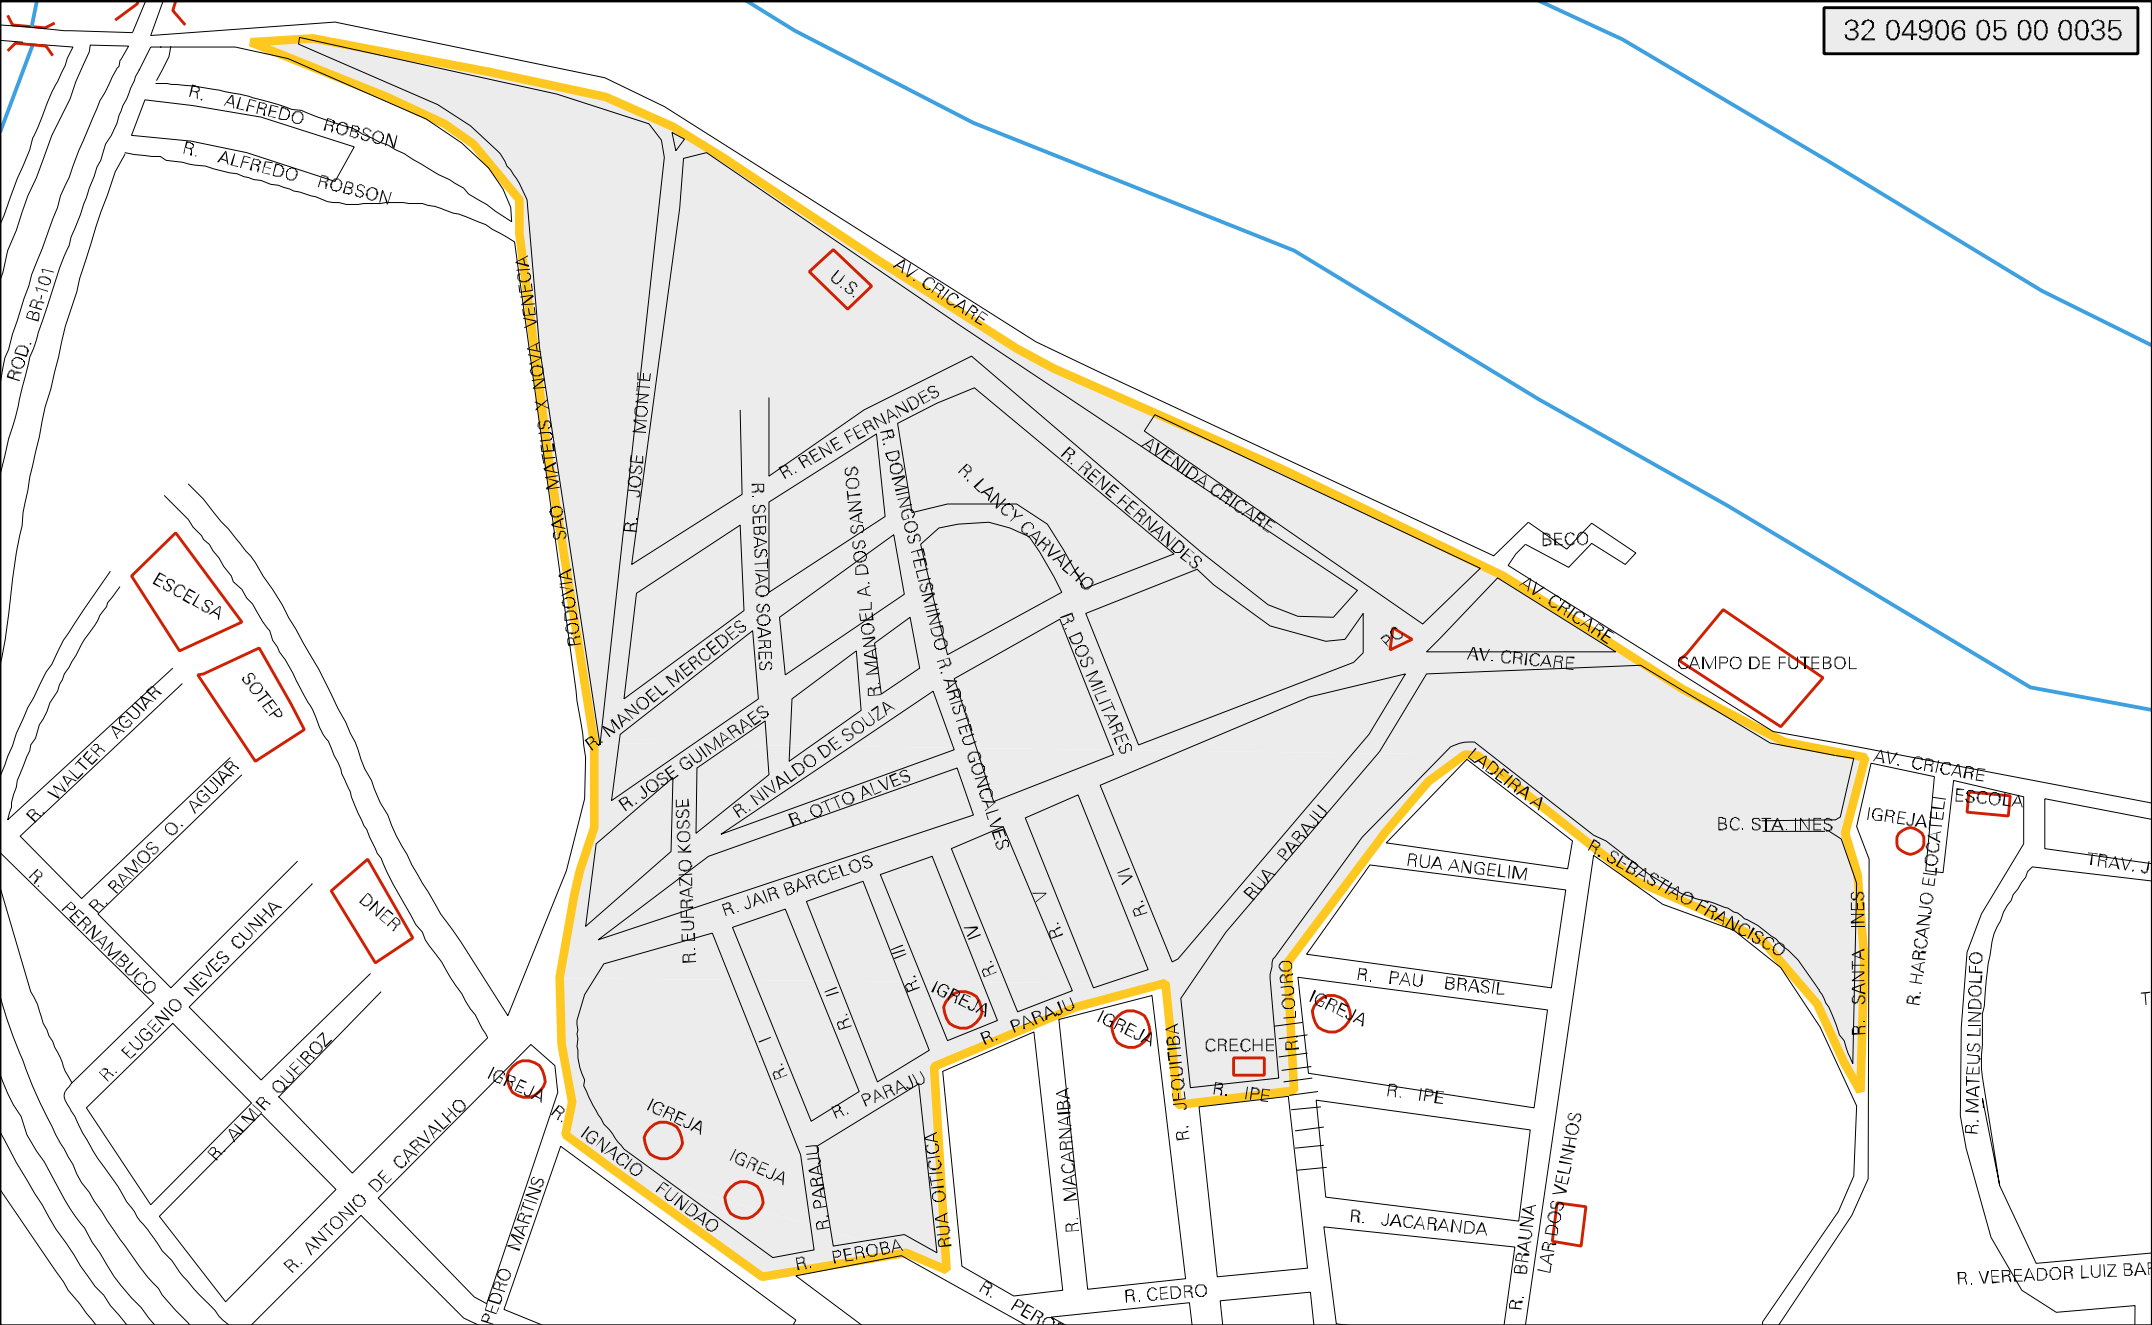 32 04906 05 00 0035
R. ALFREDO ROBSON
R. ALFREDO ROBSON
ROD. BR-101
RODOVIA SAO MATEUS X NOVA VENECIA
R. JOSE MONTE
U.S.
AV. CRICARE
AVENIDA CRICARE
R. RENE FERNANDES
R. RENE FERNANDES
R. LANCY CARVALHO
R. SEBASTIAO SOARES
R. MANOEL A. DOS SANTOS
R. DOMINGOS FELISMINDO
R. ARISTEU GONCALVES
R. DOS MILITARES
R. MANOEL MERCEDES
R. JOSE GUIMARAES
R. NIVALDO DE SOUZA
R. OTTO ALVES
R. JAIR BARCELOS
R. EUFRAZIO KOSSE
BECO
AV. CRICARE
AV. CRICARE
CAMPO DE FUTEBOL
AV. CRICARE
ESCOLA
IGREJA
BC. STA. INES
R. HARCANJO ELOCATELI
TRAV. J
LADEIRA A
R. SEBASTIAO FRANCISCO
R. SANTA INES
R. MATEUS LINDOLFO
R. VEREADOR LUIZ BA
RUA PARAJU
RUA ANGELIM
R. PAU BRASIL
R. LOURO
IGREJA
CRECHE
R. IPE
R. IPE
R. JACARANDA
R. BRAUNA
LAR DOS VELINHOS
R. JEQUITIBA
R.
IGREJA
R. PARAJU
IGREJA
R. I
R. II
R. III
R. IV
R. V
R. VI
R. PARAJU
R. PARAJU
RUA OITICICA
R. MACARNAIBA
R. CEDRO
R. PEROBA
R. PERO
IGREJA
IGREJA
R. IGNACIO FUNDAO
IGREJA
PEDRO MARTINS
R. ANTONIO DE CARVALHO
R. ALMIR QUEIROZ
R. EUGENIO NEVES CUNHA
R. PERNAMBUCO
R. RAMOS O. AGUIAR
R. WALTER AGUIAR
ESCELSA
SOTEP
DNER